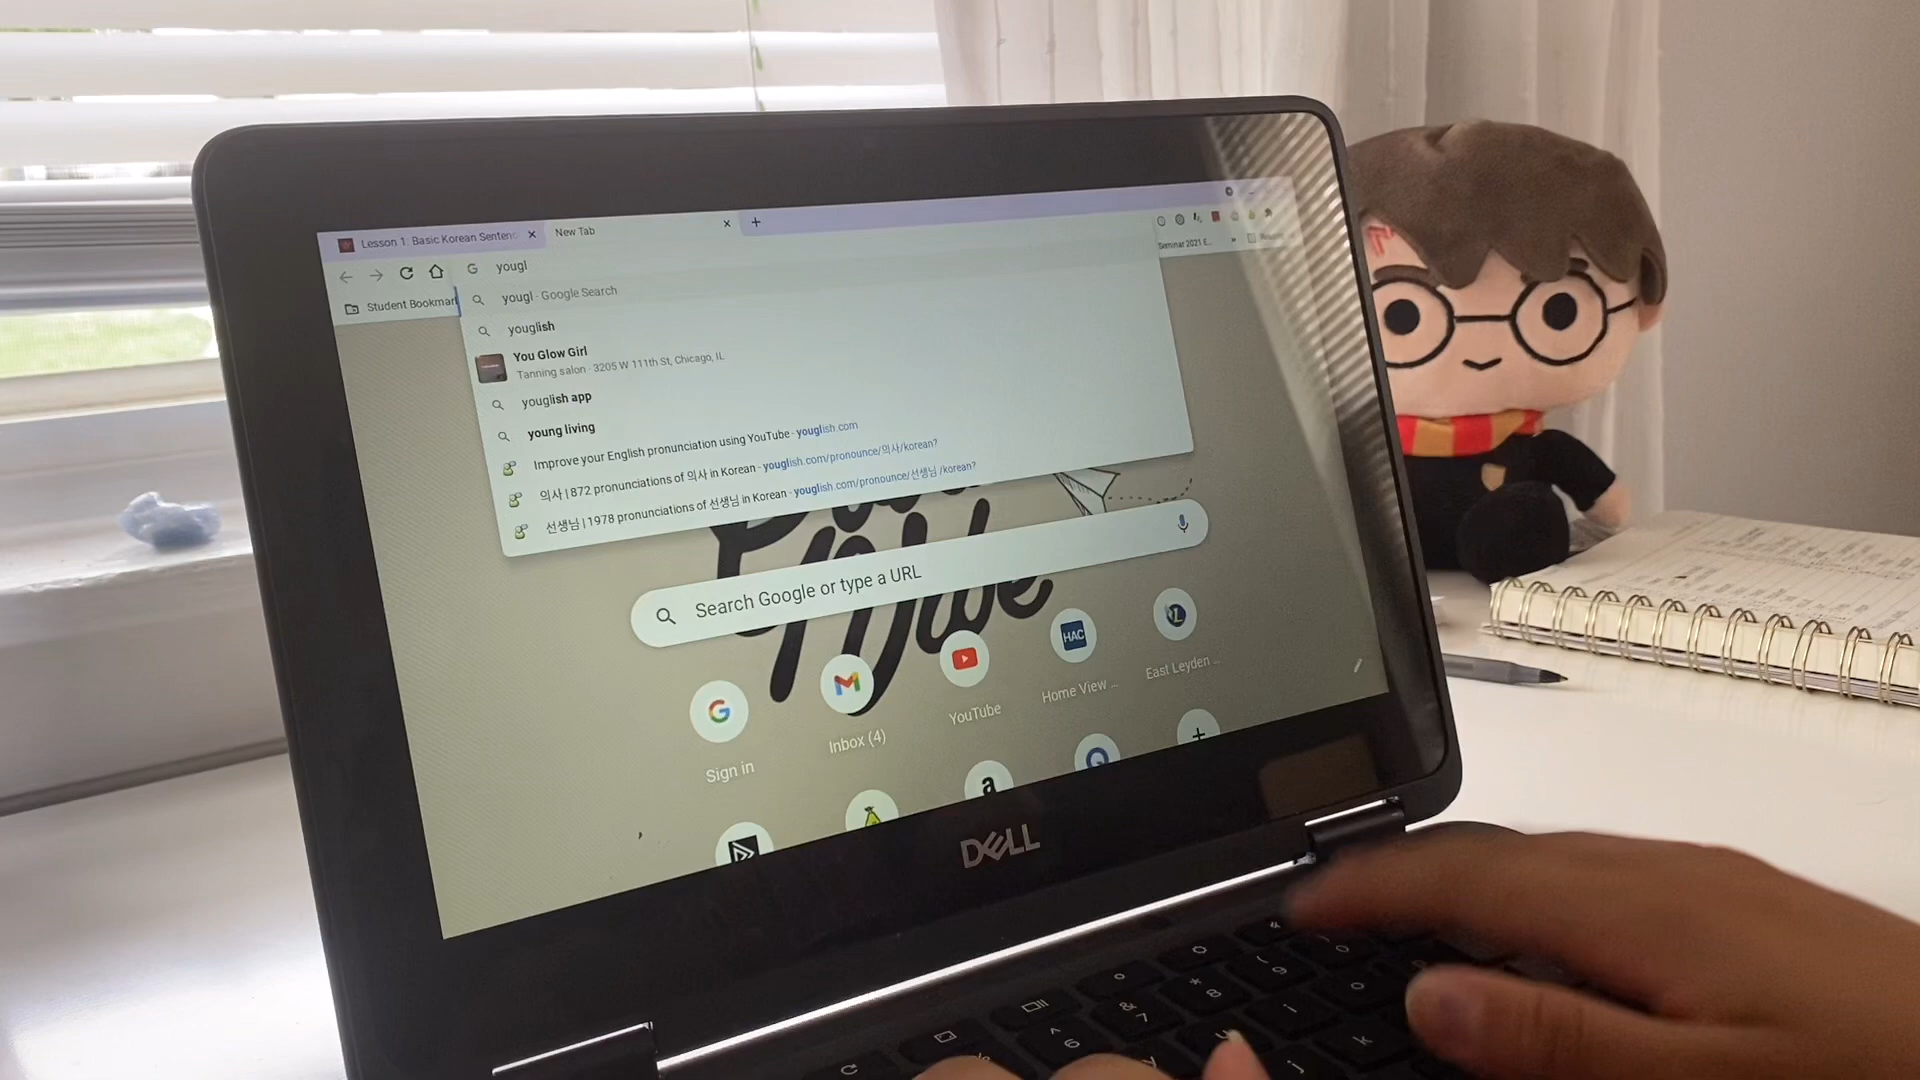 Lesson 1: Basic Korean Senten
New Tab
yougl
Student Bookmar
Seminar 2021 E...
yougl - Google Search
youglish
You Glow Girl
Tanning salon · 3205 W 111th St, Chicago, IL
youglish app
young living
Improve your English pronunciation using YouTube - youglish.com
의사 | 872 pronunciations of 의사 in Korean - youglish.com/pronounce/의사/korean?
선생님 | 1978 pronunciations of 선생님 in Korean - youglish.com/pronounce/선생님 /korean?
Search Google or type a URL
HAC
Sign in
Inbox (4)
YouTube
Home View ...
East Leyden ...
DELL